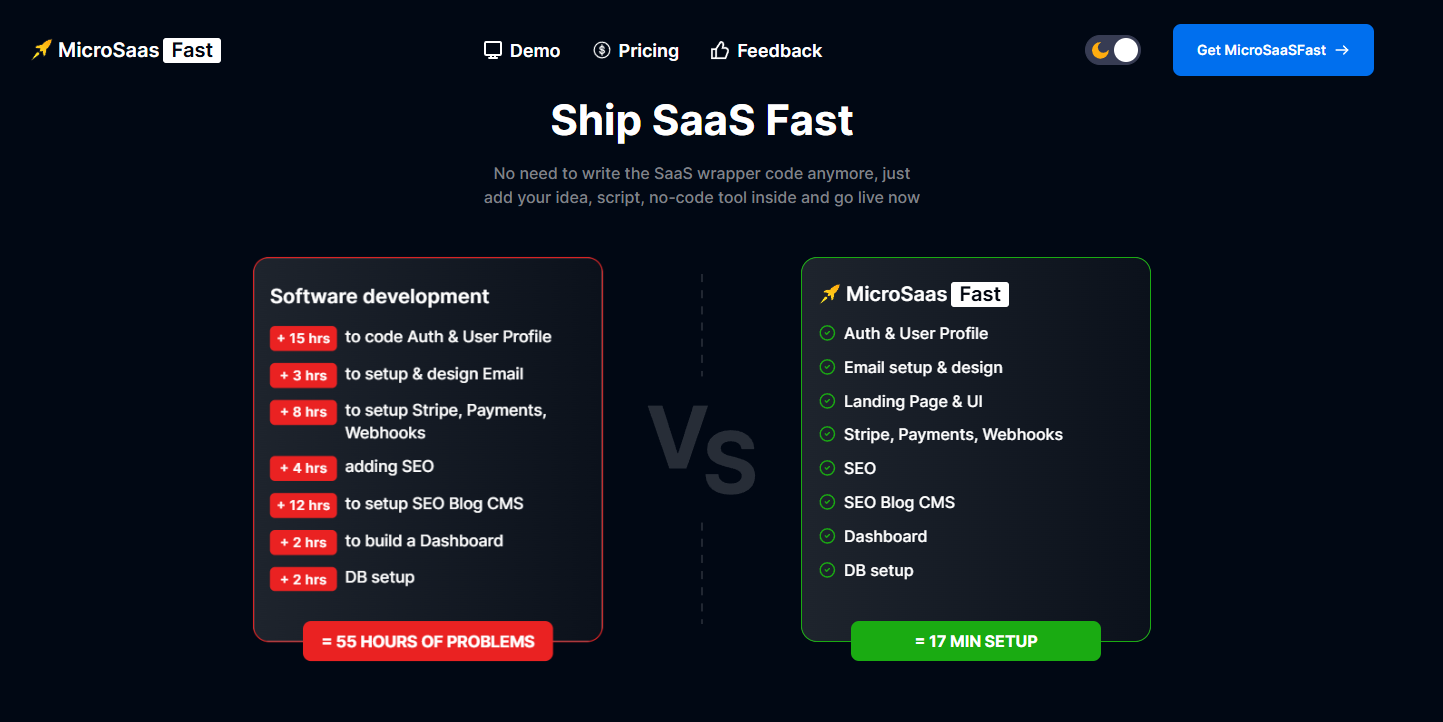 MicroSaas Fast
Demo
Pricing
Feedback
Get MicroSaaSFast →
Ship SaaS Fast
No need to write the SaaS wrapper code anymore, just
add your idea, script, no-code tool inside and go live now
Software development
+ 15 hrs to code Auth & User Profile
+ 3 hrs to setup & design Email
+ 8 hrs to setup Stripe, Payments,
Webhooks
+ 4 hrs adding SEO
+ 12 hrs to setup SEO Blog CMS
+ 2 hrs to build a Dashboard
+ 2 hrs DB setup
= 55 HOURS OF PROBLEMS
VS
MicroSaas Fast
Auth & User Profile
Email setup & design
Landing Page & UI
Stripe, Payments, Webhooks
SEO
SEO Blog CMS
Dashboard
DB setup
= 17 MIN SETUP